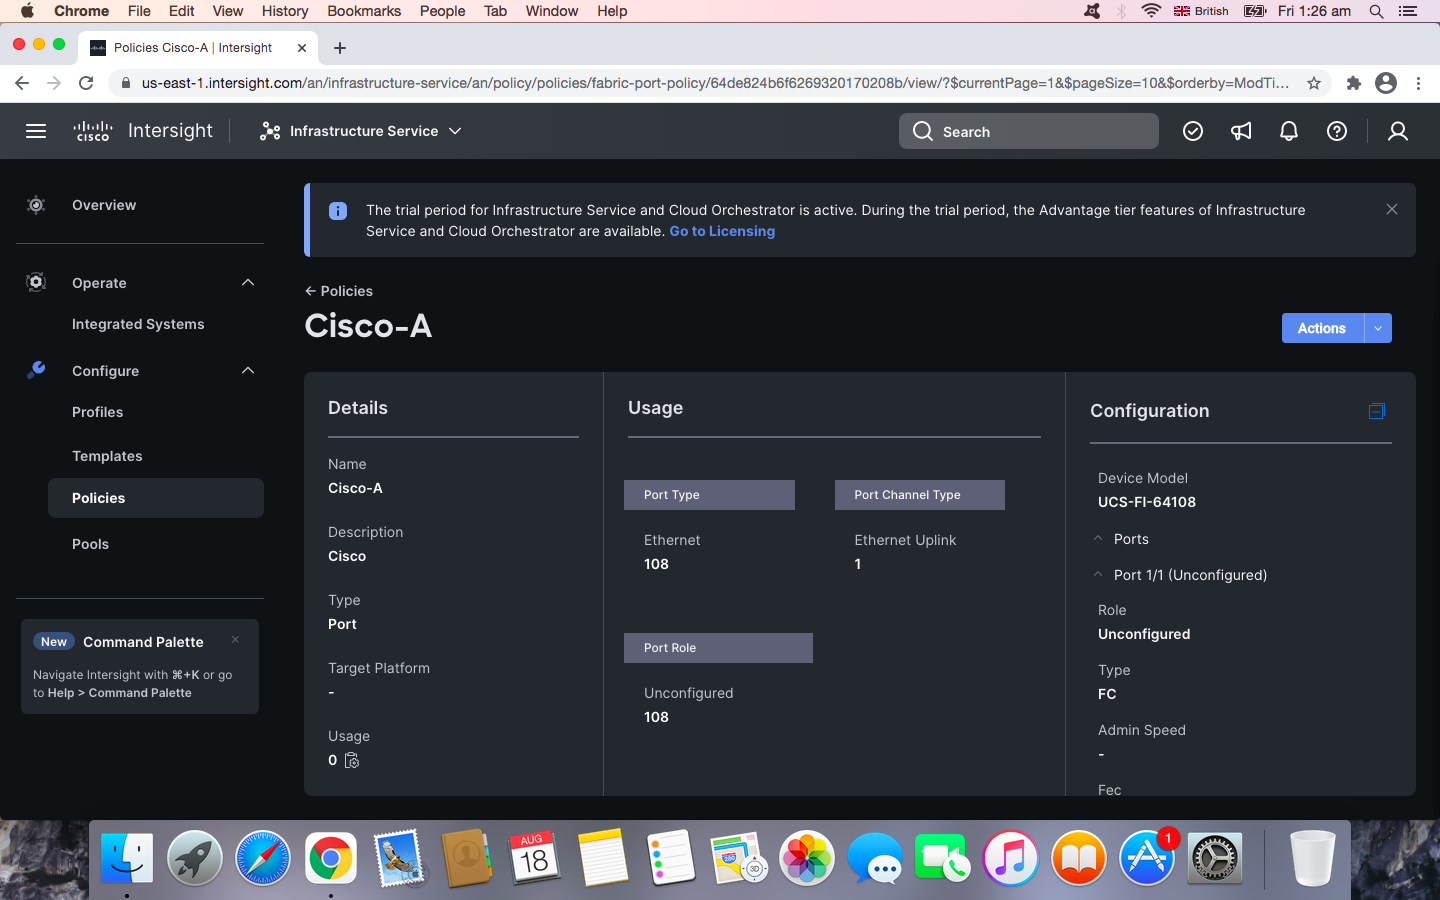 Chrome File Edit View History Bookmarks People Tab Window Help British Fri 1:26 am
Policies Cisco-A | Intersight
us-east-1.intersight.com/an/infrastructure-service/an/policy/policies/fabric-port-policy/64de824b6f6269320170208b/view/?$currentPage=1&$pageSize=10&$orderby=ModTi...
cisco Intersight Infrastructure Service Search
Overview
Operate
Integrated Systems
Configure
Profiles
Templates
Policies
Pools
New Command Palette
Navigate Intersight with ⌘+K or go
to Help > Command Palette
The trial period for Infrastructure Service and Cloud Orchestrator is active. During the trial period, the Advantage tier features of Infrastructure
Service and Cloud Orchestrator are available. Go to Licensing
← Policies
Cisco-A
Actions
Details
Name
Cisco-A
Description
Cisco
Type
Port
Target Platform
-
Usage
0
Usage
Port Type
Ethernet
108
Port Channel Type
Ethernet Uplink
1
Port Role
Unconfigured
108
Configuration
Device Model
UCS-FI-64108
Ports
Port 1/1 (Unconfigured)
Role
Unconfigured
Type
FC
Admin Speed
-
Fec
AUG
18
280
3D
1